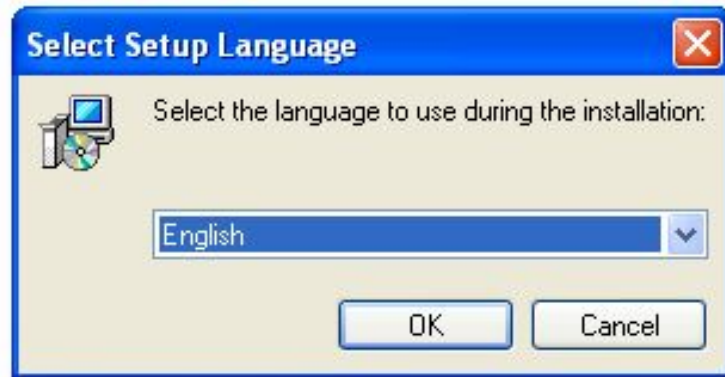 Select Setup Language
Select the language to use during the installation:
English
OK
Cancel